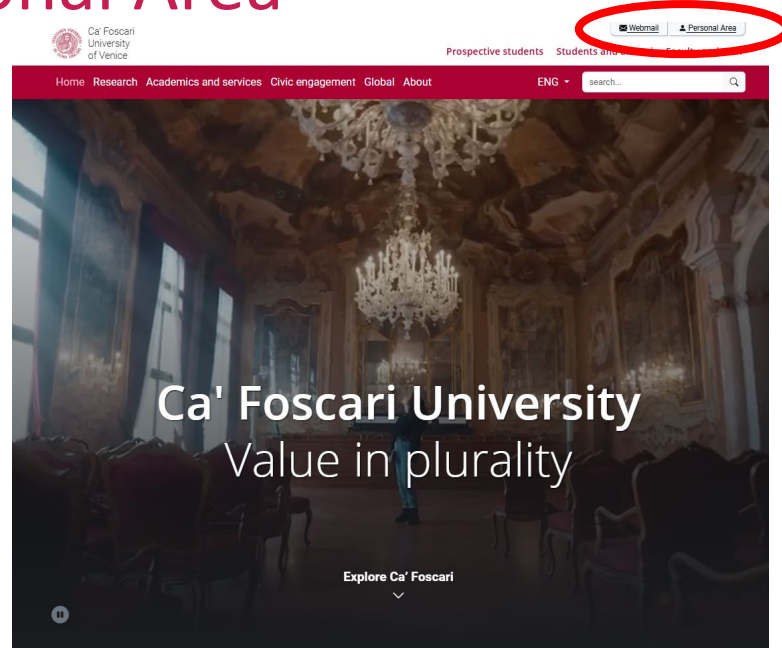 Area
Ca' Foscari
University
of Venice
Webmail Personal Area
Prospective students
Home Research Academics and services Civic engagement Global About ENG search...
Ca' Foscari University
Value in plurality
Explore Ca' Foscari